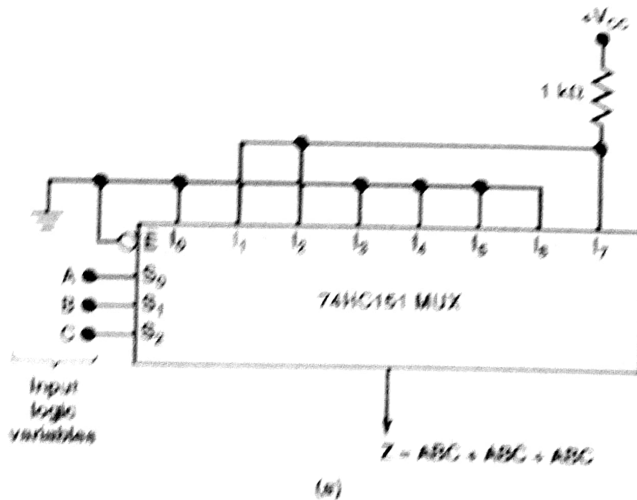 +V_CC
1 kΩ
E I₀ I₁ I₂ I₃ I₄ I₅ I₆ I₇
A S₀
74HC151 MUX
B S₁
C S₂
Input
logic
variables
Z = ABC + ABC + ABC
(a)